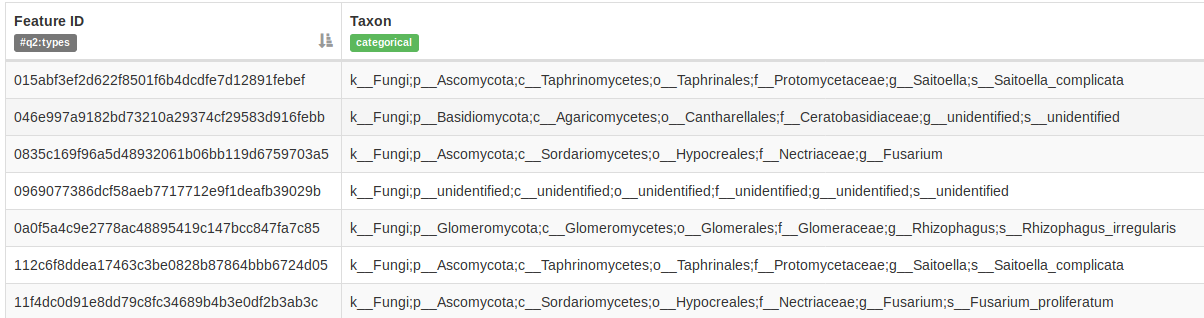 Feature ID Taxon
#q2:types categorical
015abf3ef2d622f8501f6b4dcdfe7d12891febef k__Fungi;p__Ascomycota;c__Taphrinomycetes;o__Taphrinales;f__Protomycetaceae;g__Saitoella;s__Saitoella_complicata
046e997a9182bd73210a29374cf29583d916febb k__Fungi;p__Basidiomycota;c__Agaricomycetes;o__Cantharellales;f__Ceratobasidiaceae;g__unidentified;s__unidentified
0835c169f96a5d48932061b06bb119d6759703a5 k__Fungi;p__Ascomycota;c__Sordariomycetes;o__Hypocreales;f__Nectriaceae;g__Fusarium
0969077386dcf58aeb7717712e9f1deafb39029b k__Fungi;p__unidentified;c__unidentified;o__unidentified;f__unidentified;g__unidentified;s__unidentified
0a0f5a4c9e2778ac48895419c147bcc847fa7c85 k__Fungi;p__Glomeromycota;c__Glomeromycetes;o__Glomerales;f__Glomeraceae;g__Rhizophagus;s__Rhizophagus_irregularis
112c6f8ddea17463c3be0828b87864bbb6724d05 k__Fungi;p__Ascomycota;c__Taphrinomycetes;o__Taphrinales;f__Protomycetaceae;g__Saitoella;s__Saitoella_complicata
11f4dc0d91e8dd79c8fc34689b4b3e0df2b3ab3c k__Fungi;p__Ascomycota;c__Sordariomycetes;o__Hypocreales;f__Nectriaceae;g__Fusarium;s__Fusarium_proliferatum